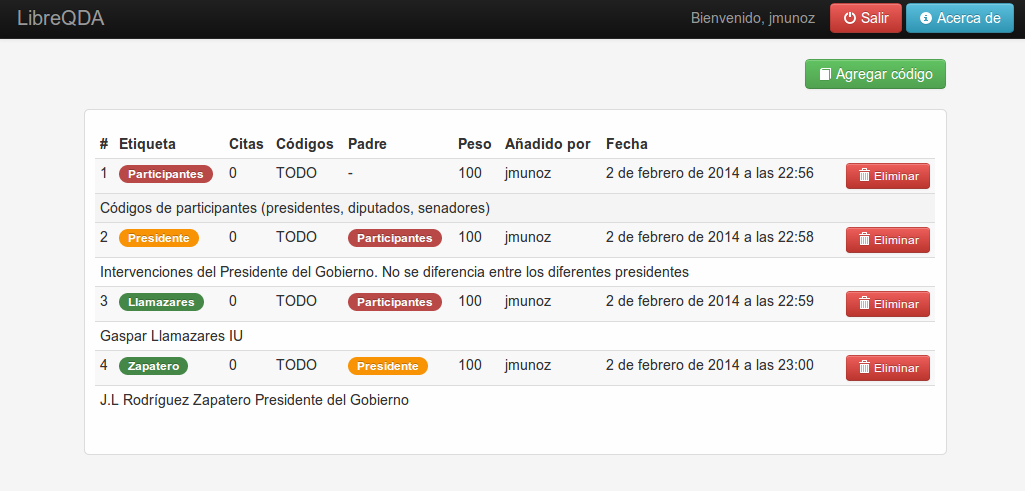 LibreQDA Bienvenido, jmunoz Salir Acerca de
Agregar código
# Etiqueta Citas Códigos Padre Peso Añadido por Fecha
1 Participantes 0 TODO - 100 jmunoz 2 de febrero de 2014 a las 22:56 Eliminar
Códigos de participantes (presidentes, diputados, senadores)
2 Presidente 0 TODO Participantes 100 jmunoz 2 de febrero de 2014 a las 22:58 Eliminar
Intervenciones del Presidente del Gobierno. No se diferencia entre los diferentes presidentes
3 Llamazares 0 TODO Participantes 100 jmunoz 2 de febrero de 2014 a las 22:59 Eliminar
Gaspar Llamazares IU
4 Zapatero 0 TODO Presidente 100 jmunoz 2 de febrero de 2014 a las 23:00 Eliminar
J.L Rodríguez Zapatero Presidente del Gobierno